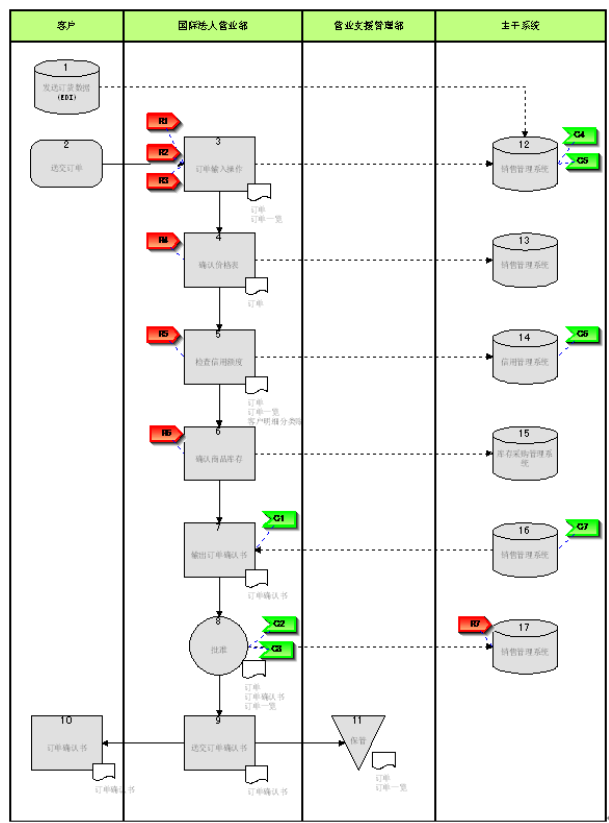 客户
国际法人营业部
营业支援管理部
主干系统
1
发送订货数据
(EDI)
2
送交订单
R1
R2
R3
3
订单输入操作
订单
订单一览
12
销售管理系统
G4
G5
4
确认价格表
订单
13
销售管理系统
R5
5
检查信用额度
订单
订单一览
客户明细分类账
14
信用管理系统
G6
R6
6
确认商品库存
15
库存采购管理系
统
7
输出订单确认书
G1
订单确认书
16
销售管理系统
G7
8
批准
G2
G3
订单
订单确认书
订单一览
R7
17
销售管理系统
10
订单确认书
订单确认书
9
送交订单确认书
订单确认书
11
保管
订单
订单一览